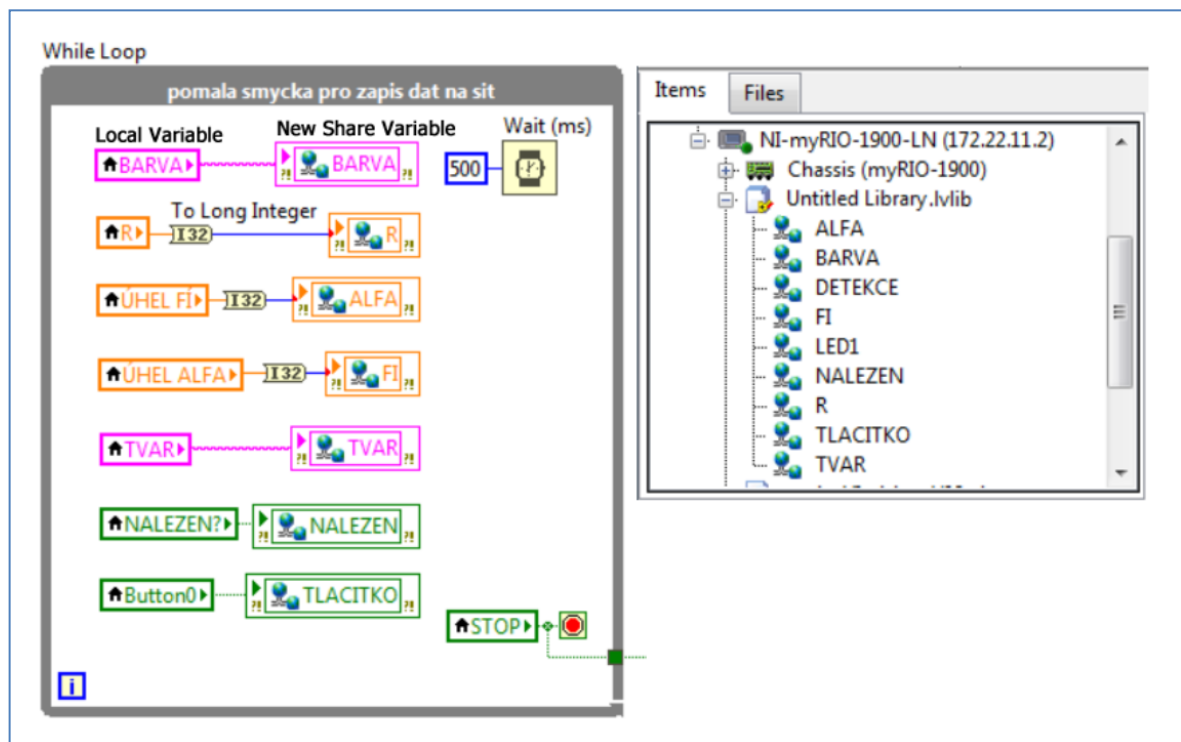 While Loop
pomala smycka pro zapis dat na sit
Local Variable
New Share Variable
Wait (ms)
BARVA
BARVA
500
To Long Integer
R
I32
R
ÚHEL FÍ
I32
ALFA
ÚHEL ALFA
I32
FI
TVAR
TVAR
NALEZEN?
NALEZEN
Button0
TLACITKO
STOP
i
Items
Files
NI-myRIO-1900-LN (172.22.11.2)
Chassis (myRIO-1900)
Untitled Library.lvlib
ALFA
BARVA
DETEKCE
FI
LED1
NALEZEN
R
TLACITKO
TVAR